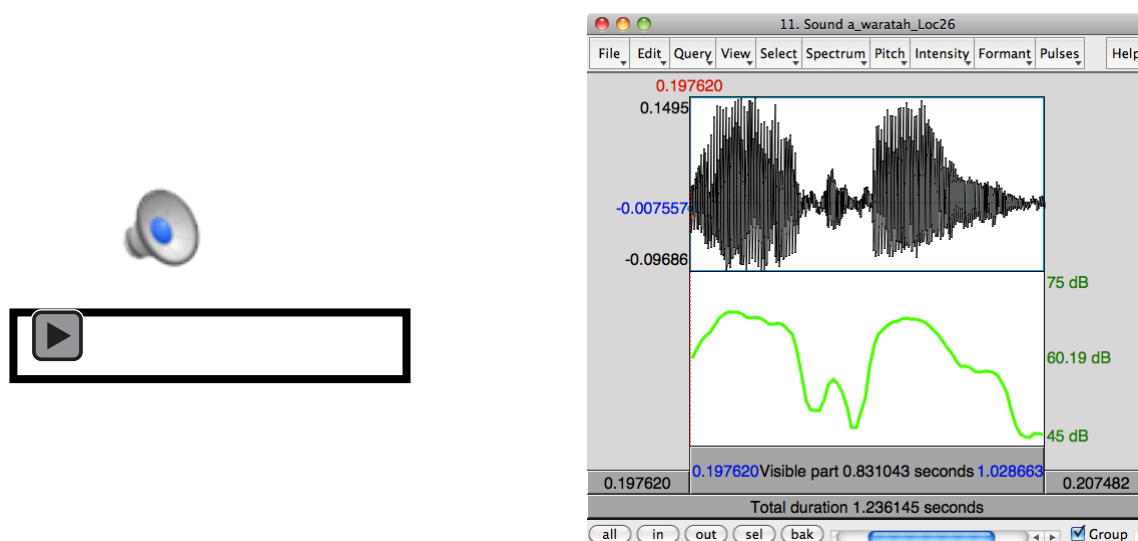 11. Sound a_waratah_Loc26
File Edit Query View Select Spectrum Pitch Intensity Formant Pulses Help
0.197620
0.1495
-0.007557
-0.09686
75 dB
60.19 dB
45 dB
0.197620 Visible part 0.831043 seconds 1.028663
0.197620 0.207482
Total duration 1.236145 seconds
all in out sel bak Group